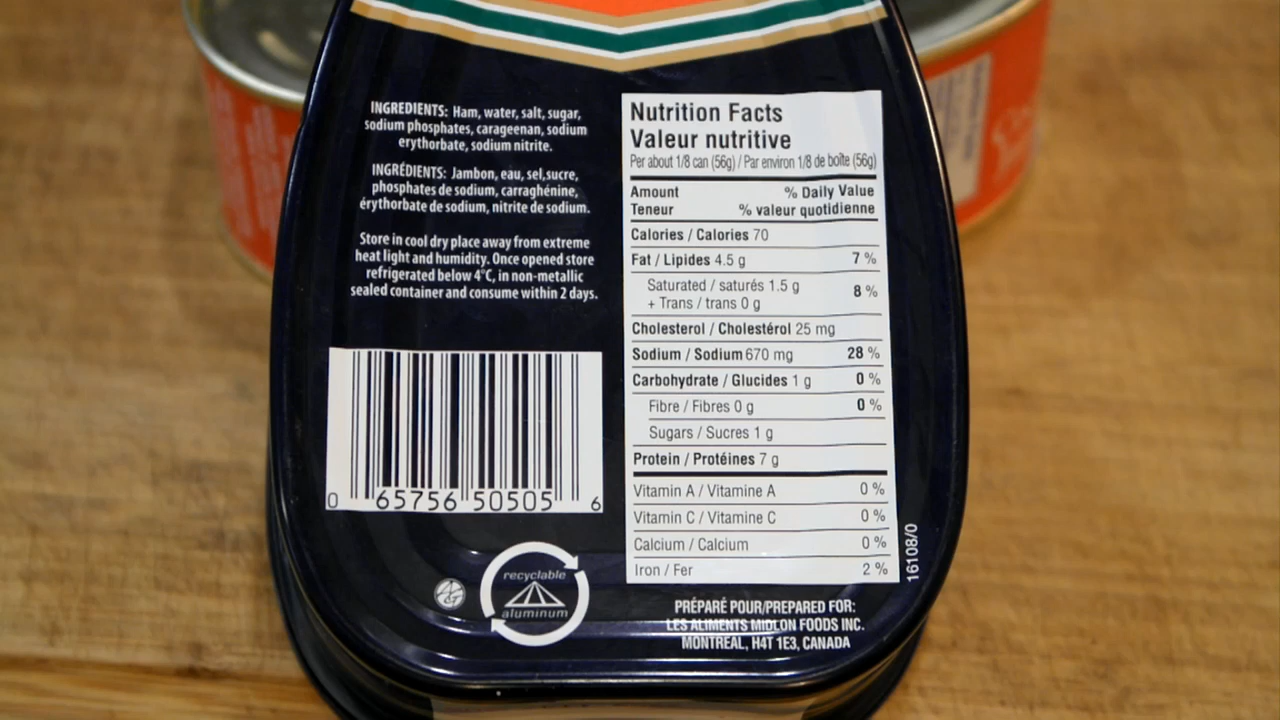 INGREDIENTS: Ham, water, salt, sugar,
sodium phosphates, carageenan, sodium
erythorbate, sodium nitrite.
INGRÉDIENTS: Jambon, eau, sel,sucre,
phosphates de sodium, carraghénine,
érythorbate de sodium, nitrite de sodium.
Store in cool dry place away from extreme
heat light and humidity. Once opened store
refrigerated below 4°C, in non-metallic
sealed container and consume within 2 days.
0 65756 50505 6
recyclable
aluminum
Nutrition Facts
Valeur nutritive
Per about 1/8 can (56g) / Par environ 1/8 de boîte (56g)
Amount % Daily Value
Teneur % valeur quotidienne
Calories / Calories 70
Fat / Lipides 4.5 g 7 %
Saturated / saturés 1.5 g
+ Trans / trans 0 g 8 %
Cholesterol / Cholestérol 25 mg
Sodium / Sodium 670 mg 28 %
Carbohydrate / Glucides 1 g 0 %
Fibre / Fibres 0 g 0 %
Sugars / Sucres 1 g
Protein / Protéines 7 g
Vitamin A / Vitamine A 0 %
Vitamin C / Vitamine C 0 %
Calcium / Calcium 0 %
Iron / Fer 2 %
16108/0
PRÉPARÉ POUR/PREPARED FOR:
LES ALIMENTS MIDLON FOODS INC.
MONTREAL, H4T 1E3, CANADA